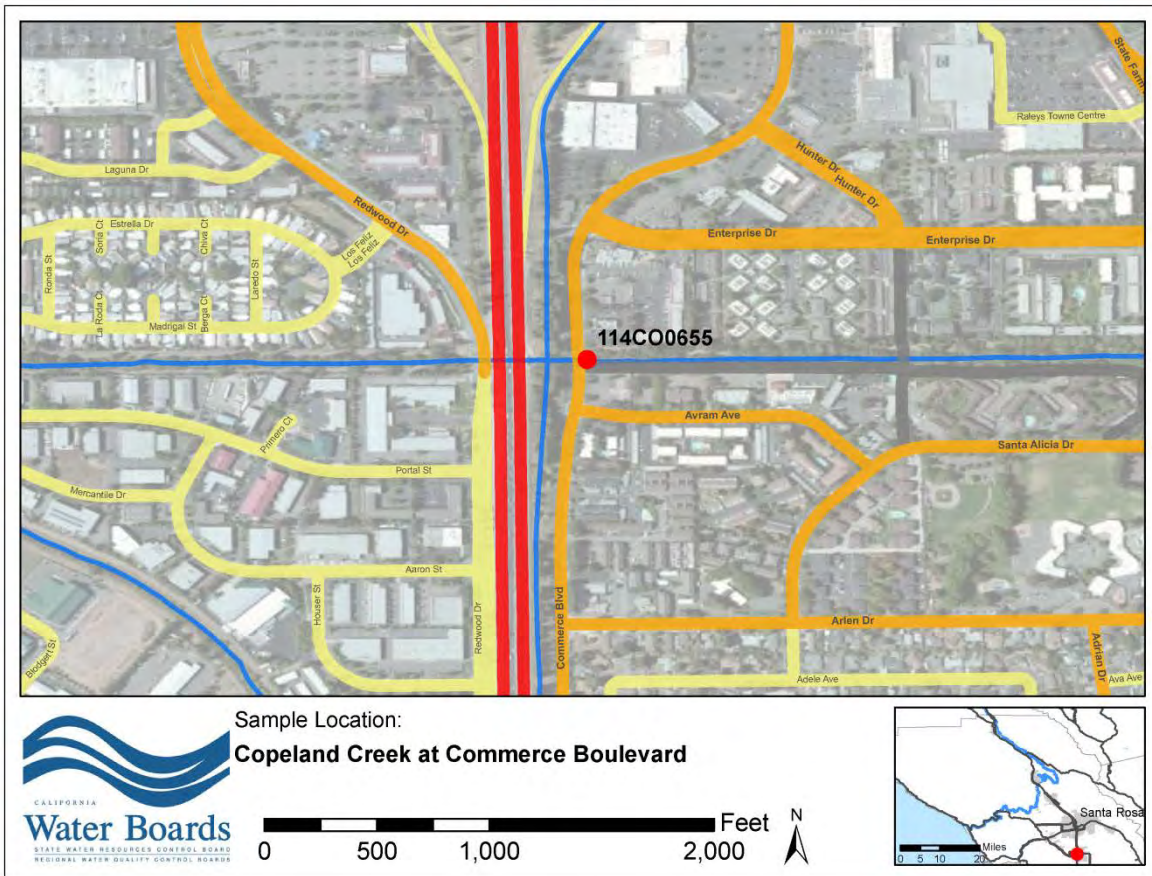 State Farm
Raleys Towne Centre
Hunter Dr
Hunter Dr
Laguna Dr
Redwood Dr
Estrella Dr
Soria Ct
Chiva Ct
Los Feliz
Los Feliz
Enterprise Dr
Enterprise Dr
Ronda St
La Roda Ct
Berga Ct
Laredo St
Madrigal St
114CO0655
Avram Ave
Primero Ct
Santa Alicia Dr
Portal St
Mercantile Dr
Aaron St
Houser St
Redwood Dr
Commerce Blvd
Arlen Dr
Adrian Dr
Blodgett St
Adele Ave
Ava Ave
Sample Location:
Copeland Creek at Commerce Boulevard
CALIFORNIA
Water Boards
STATE WATER RESOURCES CONTROL BOARD
REGIONAL WATER QUALITY CONTROL BOARDS
Feet
0 500 1,000 2,000
N
Santa Rosa
Miles
0 5 10 20